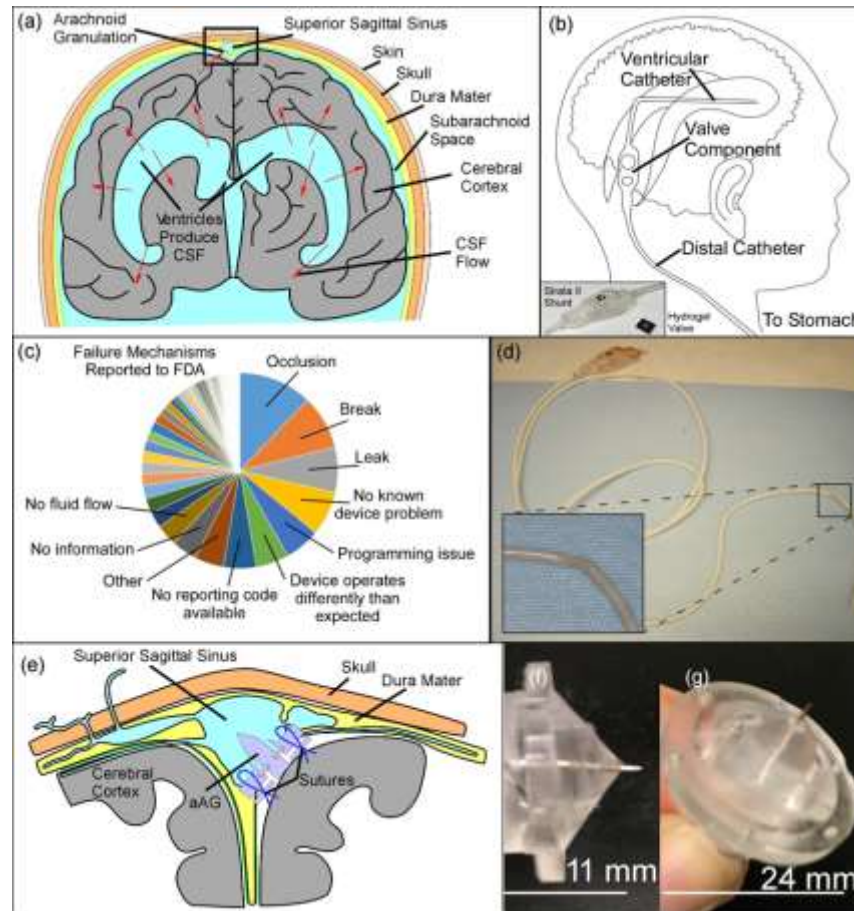 (a)
Arachnoid
Granulation
Superior Sagittal Sinus
Skin
Skull
Dura Mater
Subarachnoid
Space
Cerebral
Cortex
Ventricles
Produce
CSF
CSF
Flow
(b)
Ventricular
Catheter
Valve
Component
Distal Catheter
Strata II
Shunt
Hydrogel
Valve
To Stomach
(c)
Failure Mechanisms
Reported to FDA
Occlusion
Break
Leak
No known
device problem
Programming issue
Device operates
differently than
expected
No reporting code
available
Other
No information
No fluid flow
(d)
(e)
Superior Sagittal Sinus
Skull
Dura Mater
Cerebral
Cortex
aAG
Sutures
(f)
11 mm
(g)
24 mm